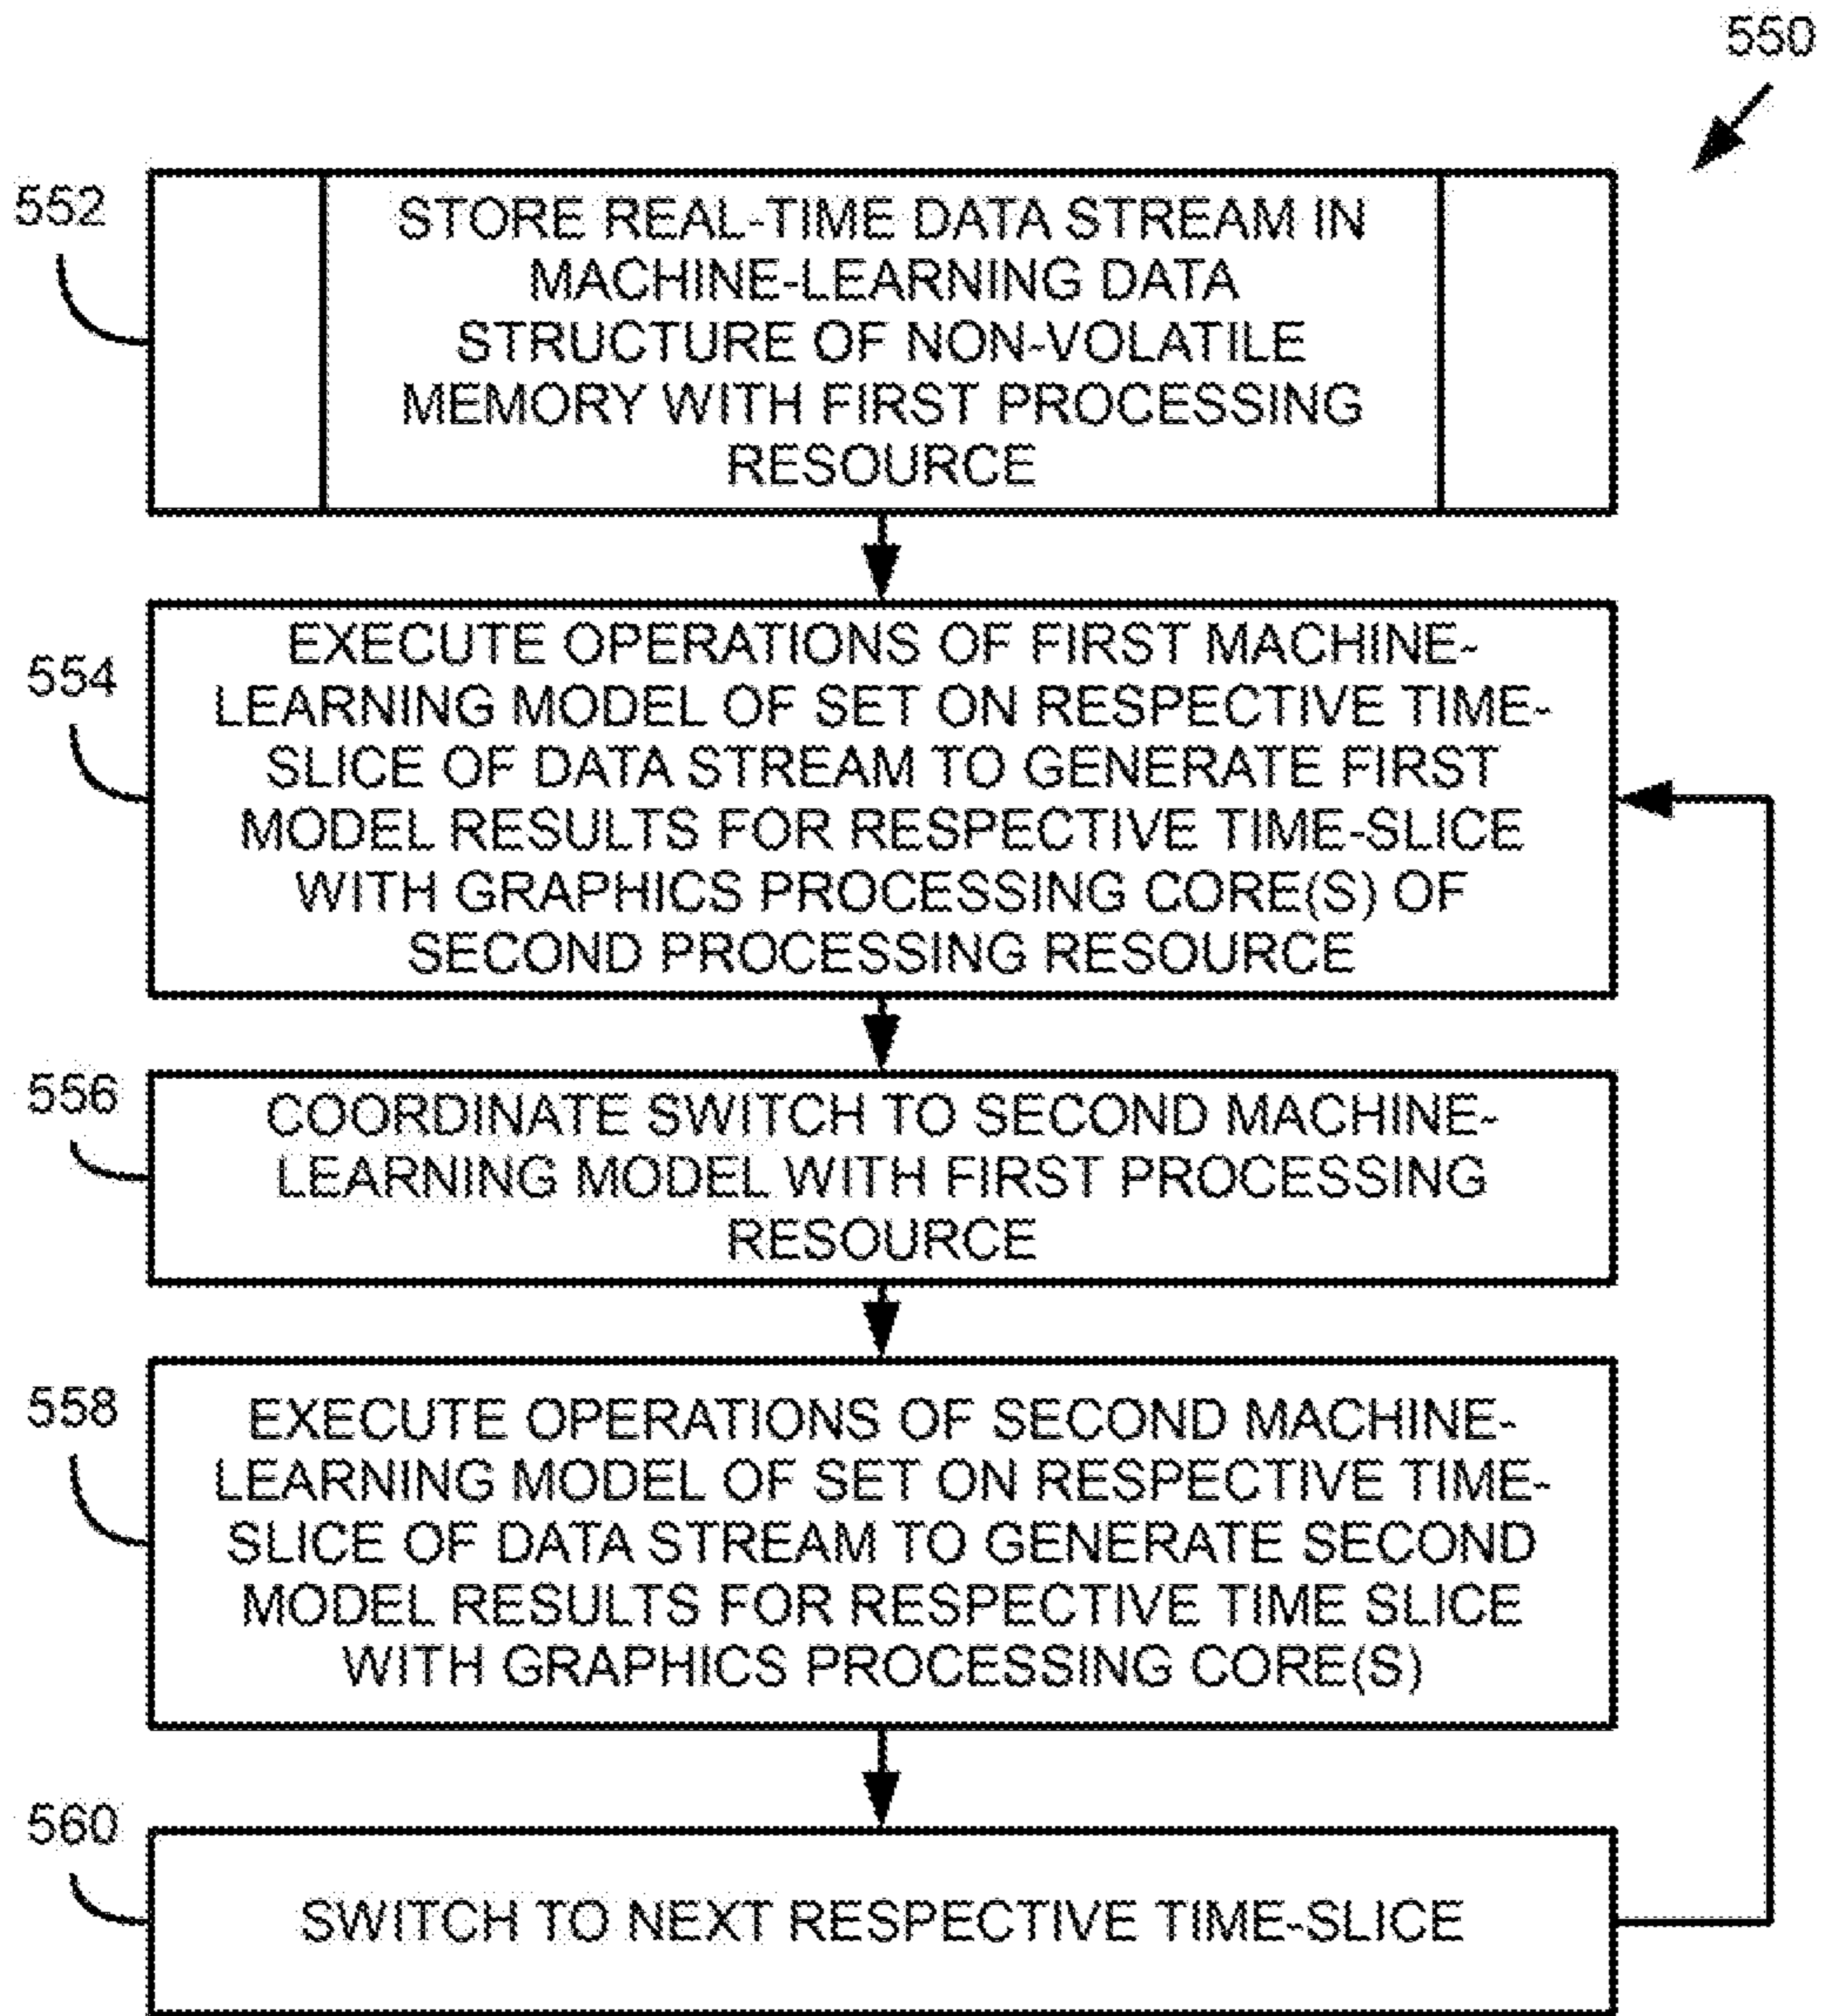 550
552
STORE REAL-TIME DATA STREAM IN
MACHINE-LEARNING DATA
STRUCTURE OF NON-VOLATILE
MEMORY WITH FIRST PROCESSING
RESOURCE
554
EXECUTE OPERATIONS OF FIRST MACHINE-
LEARNING MODEL OF SET ON RESPECTIVE TIME-
SLICE OF DATA STREAM TO GENERATE FIRST
MODEL RESULTS FOR RESPECTIVE TIME-SLICE
WITH GRAPHICS PROCESSING CORE(S) OF
SECOND PROCESSING RESOURCE
556
COORDINATE SWITCH TO SECOND MACHINE-
LEARNING MODEL WITH FIRST PROCESSING
RESOURCE
558
EXECUTE OPERATIONS OF SECOND MACHINE-
LEARNING MODEL OF SET ON RESPECTIVE TIME-
SLICE OF DATA STREAM TO GENERATE SECOND
MODEL RESULTS FOR RESPECTIVE TIME SLICE
WITH GRAPHICS PROCESSING CORE(S)
560
SWITCH TO NEXT RESPECTIVE TIME-SLICE